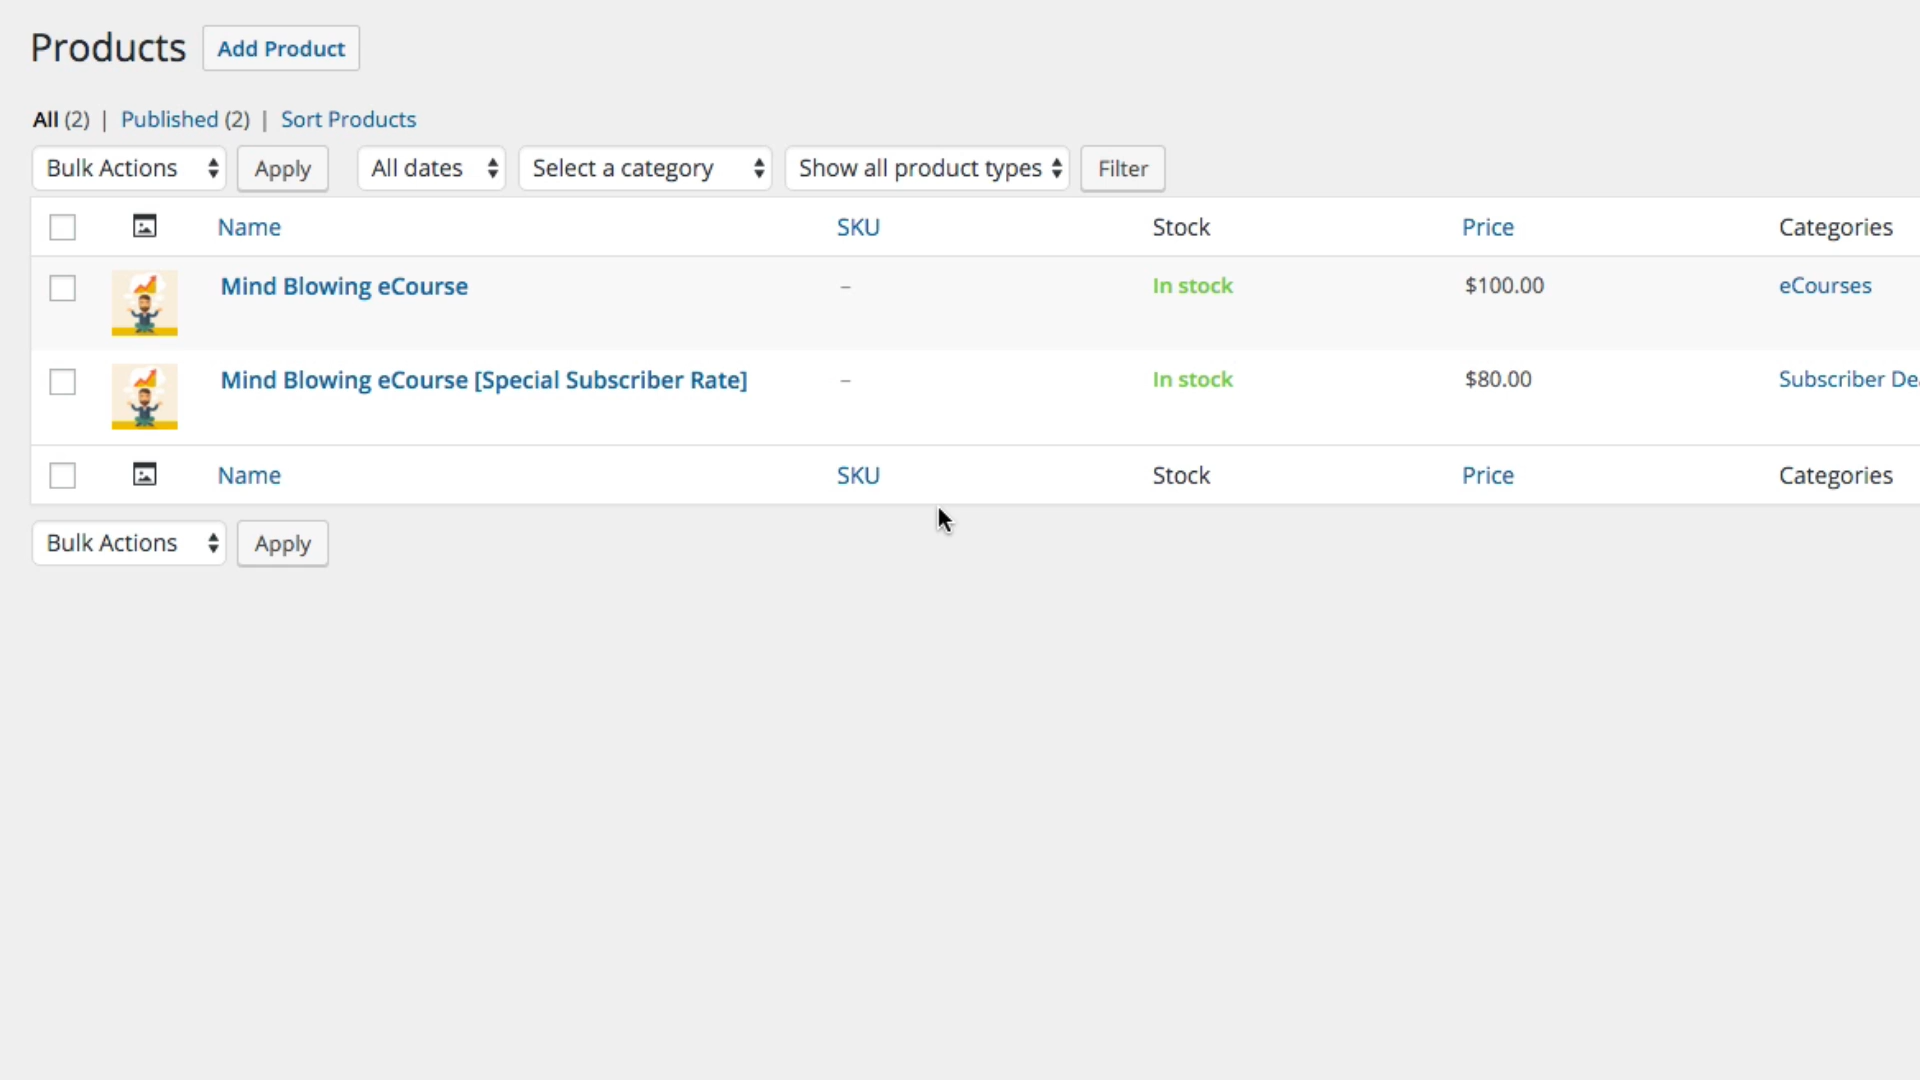 Products Add Product
All (2) | Published (2) | Sort Products
Bulk Actions Apply All dates Select a category Show all product types Filter
Name SKU Stock Price Categories
Mind Blowing eCourse – In stock $100.00 eCourses
Mind Blowing eCourse [Special Subscriber Rate] – In stock $80.00 Subscriber
Name SKU Stock Price Categories
Bulk Actions Apply